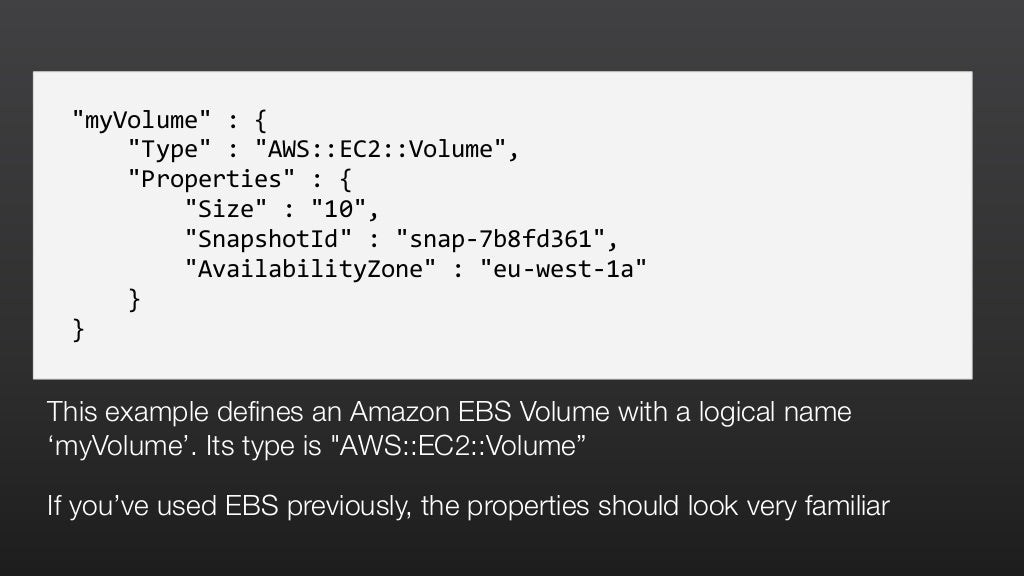 "myVolume" : {
    "Type" : "AWS::EC2::Volume",
    "Properties" : {
        "Size" : "10",
        "SnapshotId" : "snap-7b8fd361",
        "AvailabilityZone" : "eu-west-1a"
    }
}
This example defines an Amazon EBS Volume with a logical name
‘myVolume’. Its type is "AWS::EC2::Volume”
If you’ve used EBS previously, the properties should look very familiar